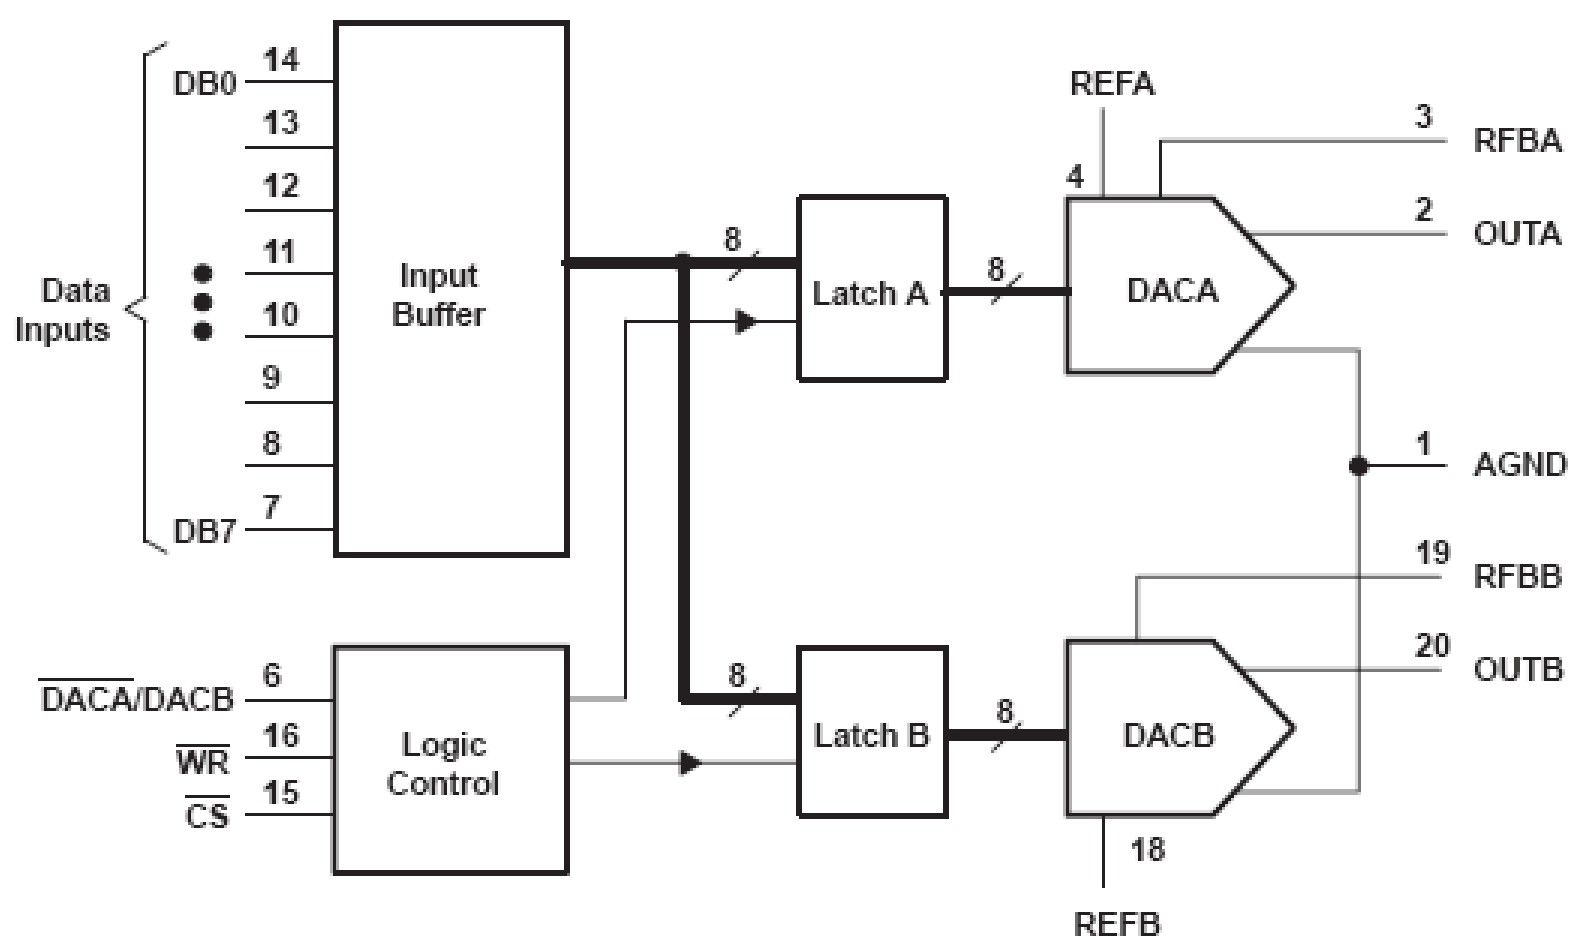 Data
Inputs
DB0
14
13
12
11
10
9
8
DB7
7
Input
Buffer
DACA/DACB
6
WR
16
CS
15
Logic
Control
8
Latch A
8
8
Latch B
8
REFA
4
DACA
3
RFBA
2
OUTA
1
AGND
19
RFBB
20
OUTB
DACB
18
REFB